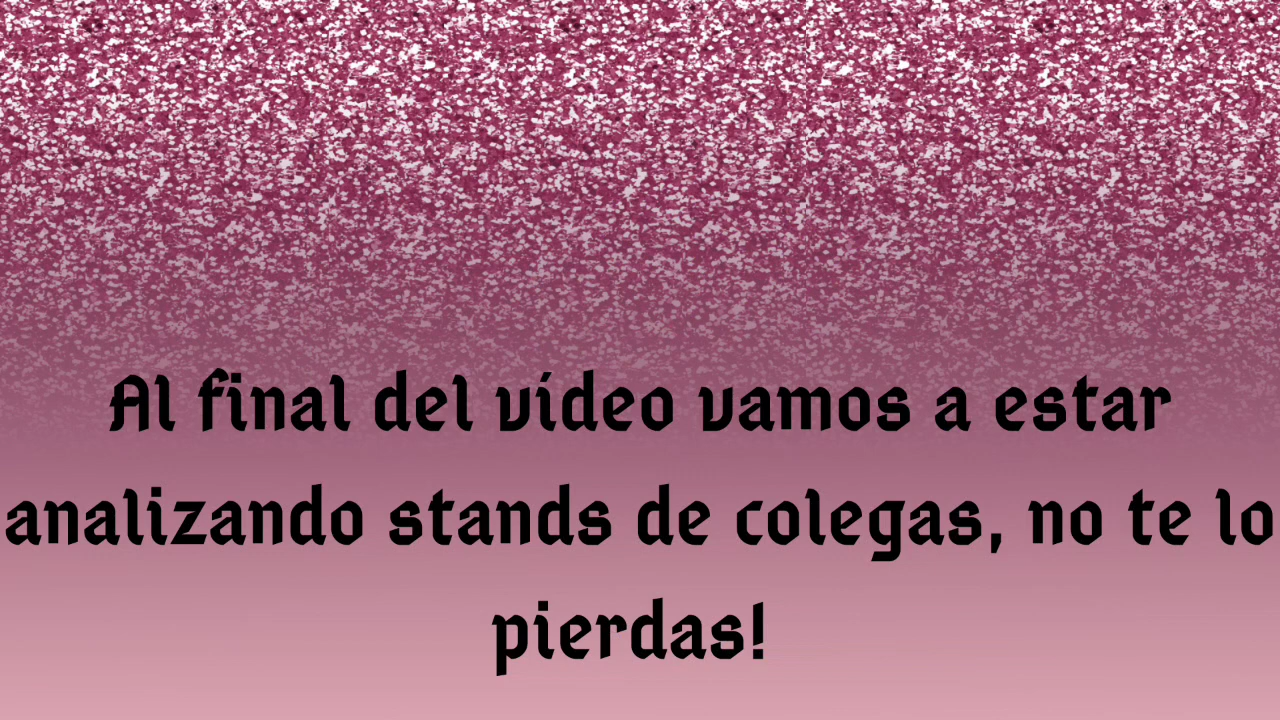 Al final del vídeo vamos a estar
analizando stands de colegas, no te lo
pierdas!